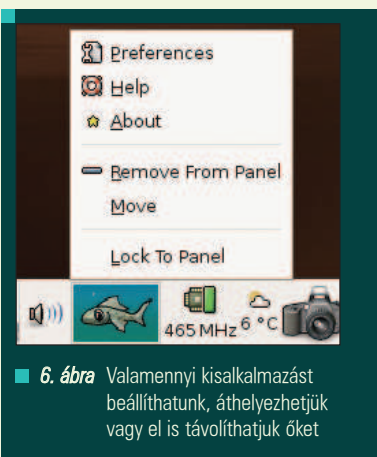 Preferences
Help
About
Remove From Panel
Move
Lock To Panel
465 MHz 6 °C
6. ábra Valamennyi kisalkalmazást
beállíthatunk, áthelyezhetjük
vagy el is távolíthatjuk őket